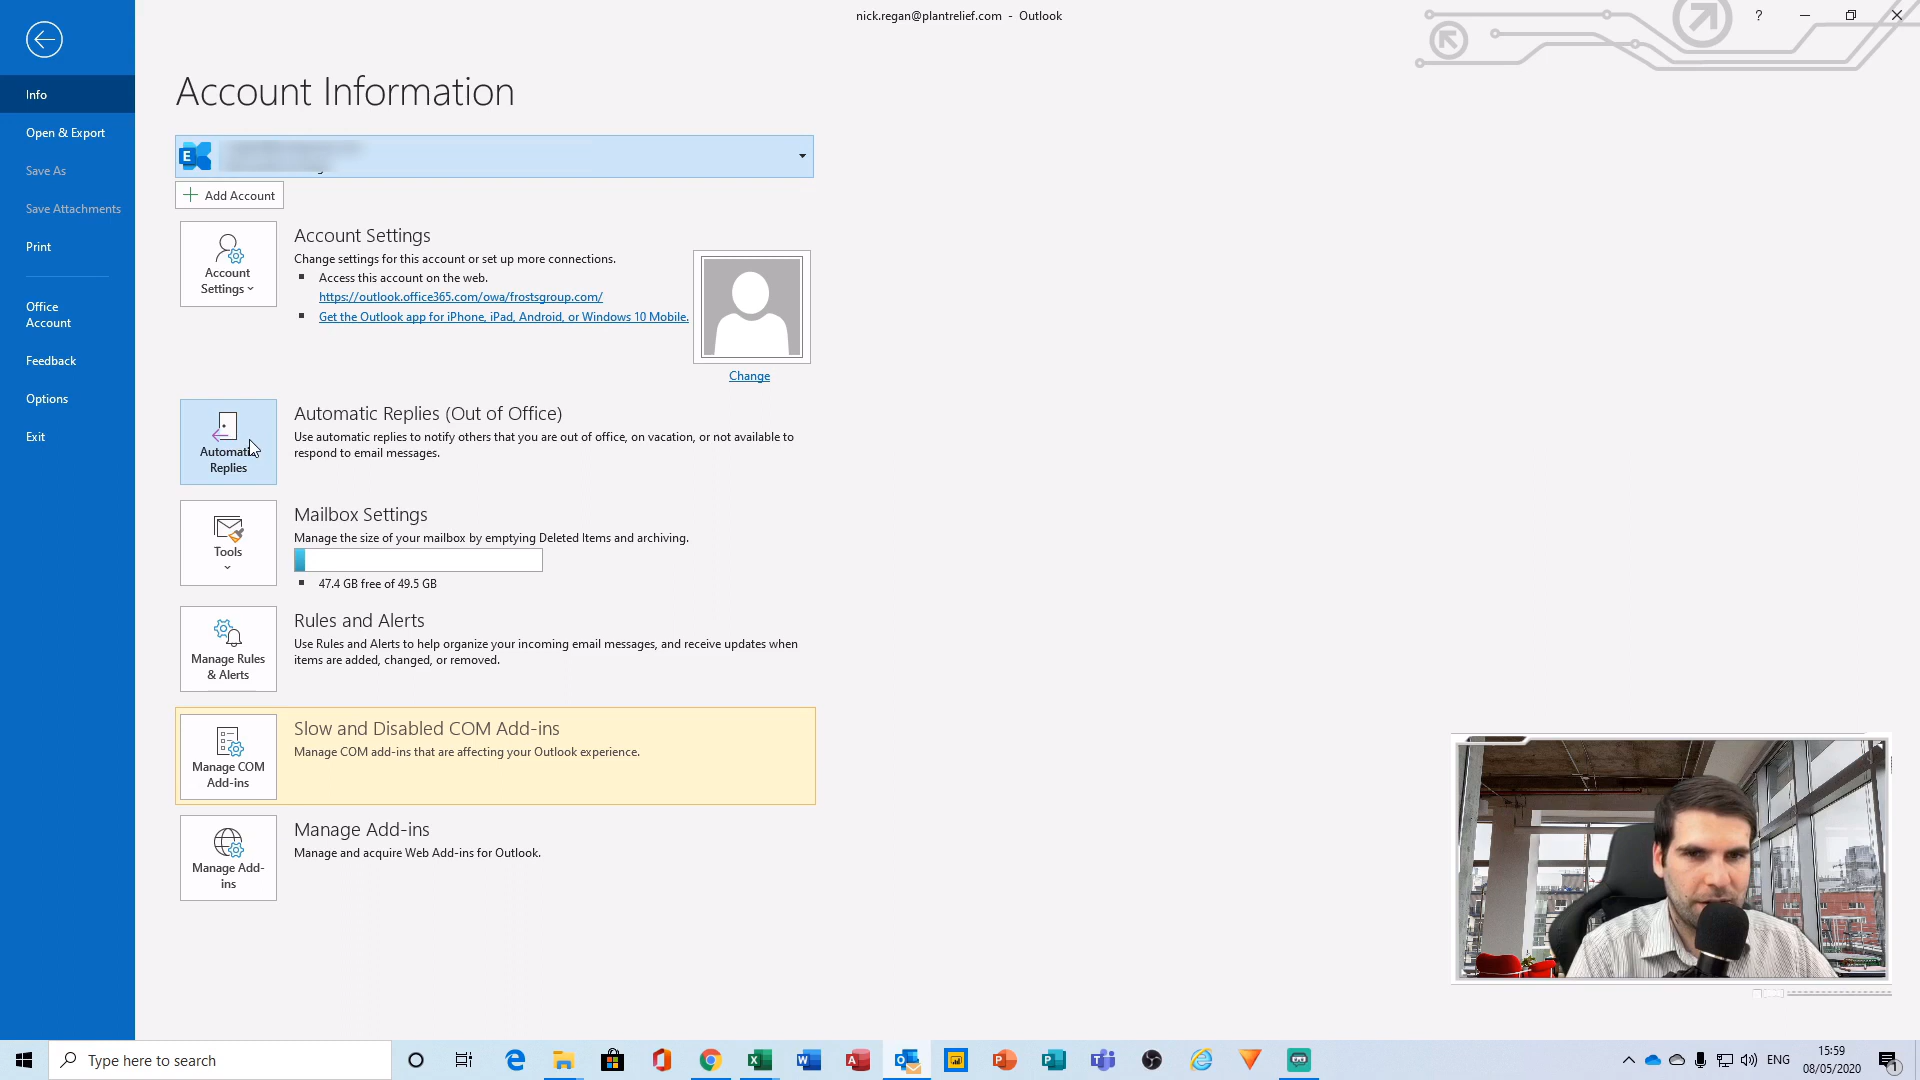 nick.regan@plantrelief.com - Outlook
?
Info
Open & Export
Save As
Save Attachments
Print
Office
Account
Feedback
Options
Exit
Account Information
E
Add Account
Account
Settings
Account Settings
Change settings for this account or set up more connections.
Access this account on the web.
https://outlook.office365.com/owa/frostsgroup.com/
Get the Outlook app for iPhone, iPad, Android, or Windows 10 Mobile.
Change
Automatic
Replies
Automatic Replies (Out of Office)
Use automatic replies to notify others that you are out of office, on vacation, or not available to
respond to email messages.
Tools
Mailbox Settings
Manage the size of your mailbox by emptying Deleted Items and archiving.
47.4 GB free of 49.5 GB
Manage Rules
& Alerts
Rules and Alerts
Use Rules and Alerts to help organize your incoming email messages, and receive updates when
items are added, changed, or removed.
Manage COM
Add-ins
Slow and Disabled COM Add-ins
Manage COM add-ins that are affecting your Outlook experience.
Manage Add-
ins
Manage Add-ins
Manage and acquire Web Add-ins for Outlook.
Type here to search
ENG
15:59
08/05/2020
1